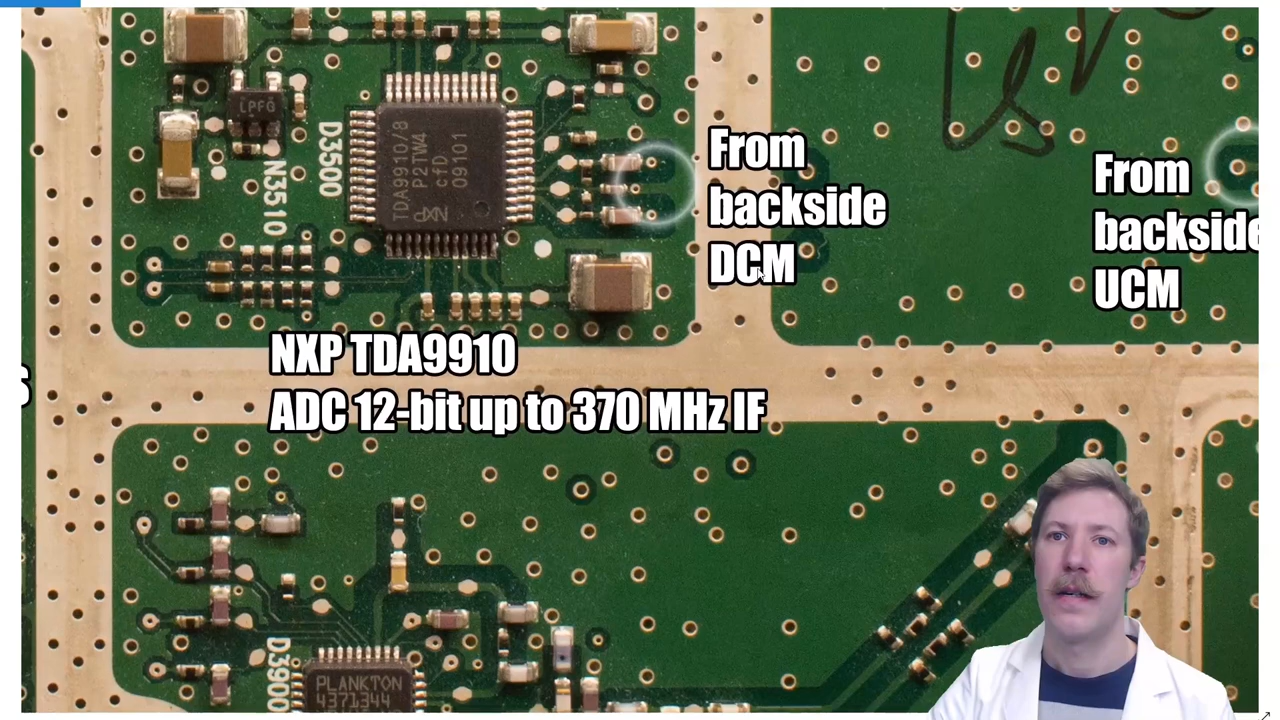 LPFG
D3500
N3510
TDA9910/8
P2TW4
cfD
09101
From
backside
DCM
From
backside
UCM
NXP TDA9910
ADC 12-bit up to 370 MHz IF
S
D3900
PLANKTON
4371344